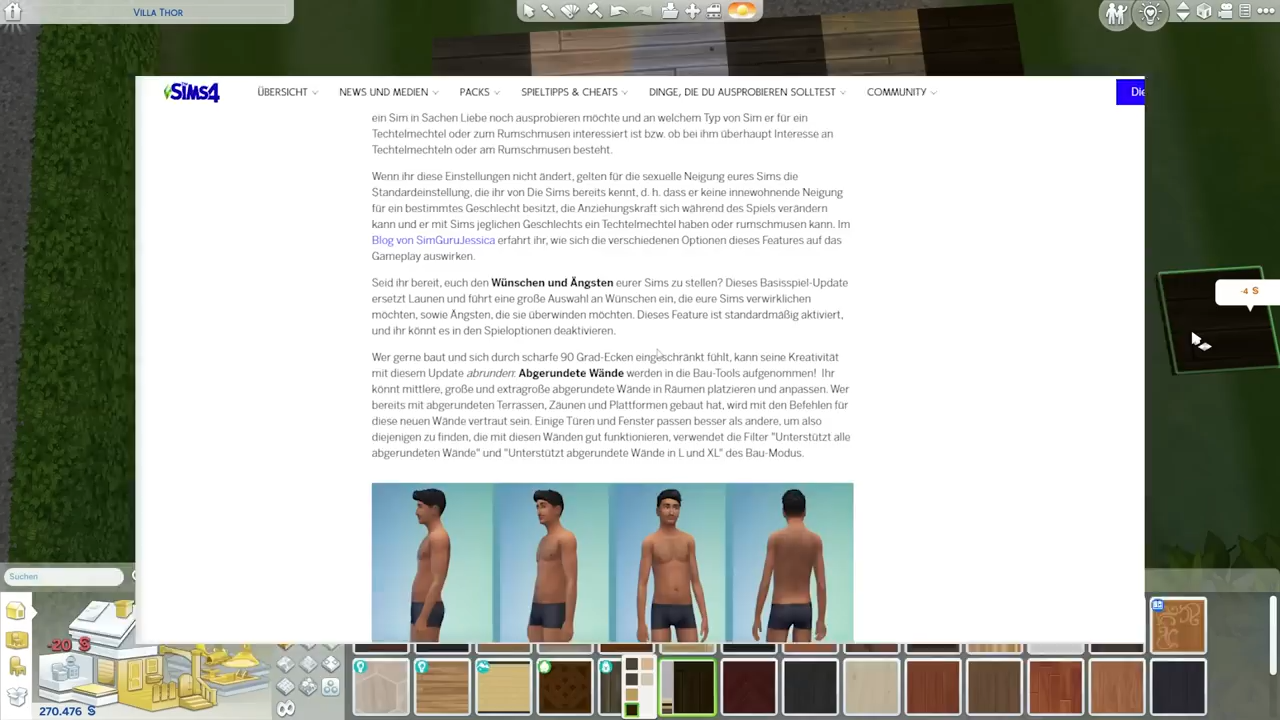 VILLA THOR
SIMS4
ÜBERSICHT
NEWS UND MEDIEN
PACKS
SPIELTIPPS & CHEATS
DINGE, DIE DU AUSPROBIEREN SOLLTEST
COMMUNITY
Die
ein Sim in Sachen Liebe noch ausprobieren möchte und an welchem Typ von Sim er für ein
Techtelmechtel oder zum Rumschmusen interessiert ist bzw. ob bei ihm überhaupt Interesse an
Techtelmechteln oder am Rumschmusen besteht.
Wenn ihr diese Einstellungen nicht ändert, gelten für die sexuelle Neigung eures Sims die
Standardeinstellung, die ihr von Die Sims bereits kennt, d. h. dass er keine innewohnende Neigung
für ein bestimmtes Geschlecht besitzt, die Anziehungskraft sich während des Spiels verändern
kann und er mit Sims jeglichen Geschlechts ein Techtelmechtel haben oder rumschmusen kann. Im
Blog von SimGuruJessica erfahrt ihr, wie sich die verschiedenen Optionen dieses Features auf das
Gameplay auswirken.
Seid ihr bereit, euch den Wünschen und Ängsten eurer Sims zu stellen? Dieses Basisspiel-Update
ersetzt Launen und führt eine große Auswahl an Wünschen ein, die eure Sims verwirklichen
möchten, sowie Ängsten, die sie überwinden möchten. Dieses Feature ist standardmäßig aktiviert,
und ihr könnt es in den Spieloptionen deaktivieren.
Wer gerne baut und sich durch scharfe 90 Grad-Ecken eingeschränkt fühlt, kann seine Kreativität
mit diesem Update abrunden: Abgerundete Wände werden in die Bau-Tools aufgenommen! Ihr
könnt mittlere, große und extragroße abgerundete Wände in Räumen platzieren und anpassen. Wer
bereits mit abgerundeten Terrassen, Zäunen und Plattformen gebaut hat, wird mit den Befehlen für
diese neuen Wände vertraut sein. Einige Türen und Fenster passen besser als andere, um also
diejenigen zu finden, die mit diesen Wänden gut funktionieren, verwendet die Filter "Unterstützt alle
abgerundeten Wände" und "Unterstützt abgerundete Wände in L und XL" des Bau-Modus.
-4 $
Suchen
-20 $
270.476 $